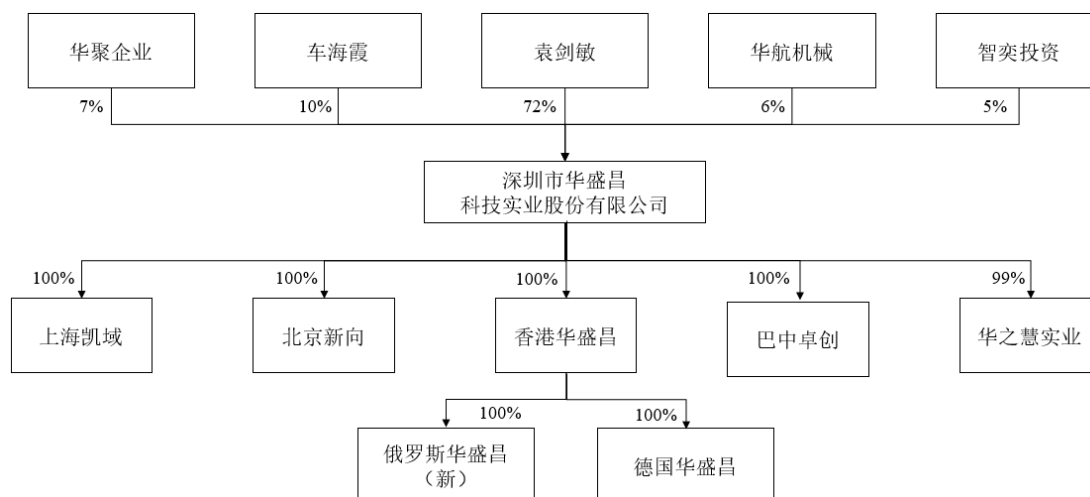 华聚企业
车海霞
袁剑敏
华航机械
智奕投资
7%
10%
72%
6%
5%
深圳市华盛昌
科技实业股份有限公司
100%
100%
100%
100%
99%
上海凯域
北京新向
香港华盛昌
巴中卓创
华之慧实业
100%
100%
俄罗斯华盛昌
（新）
德国华盛昌